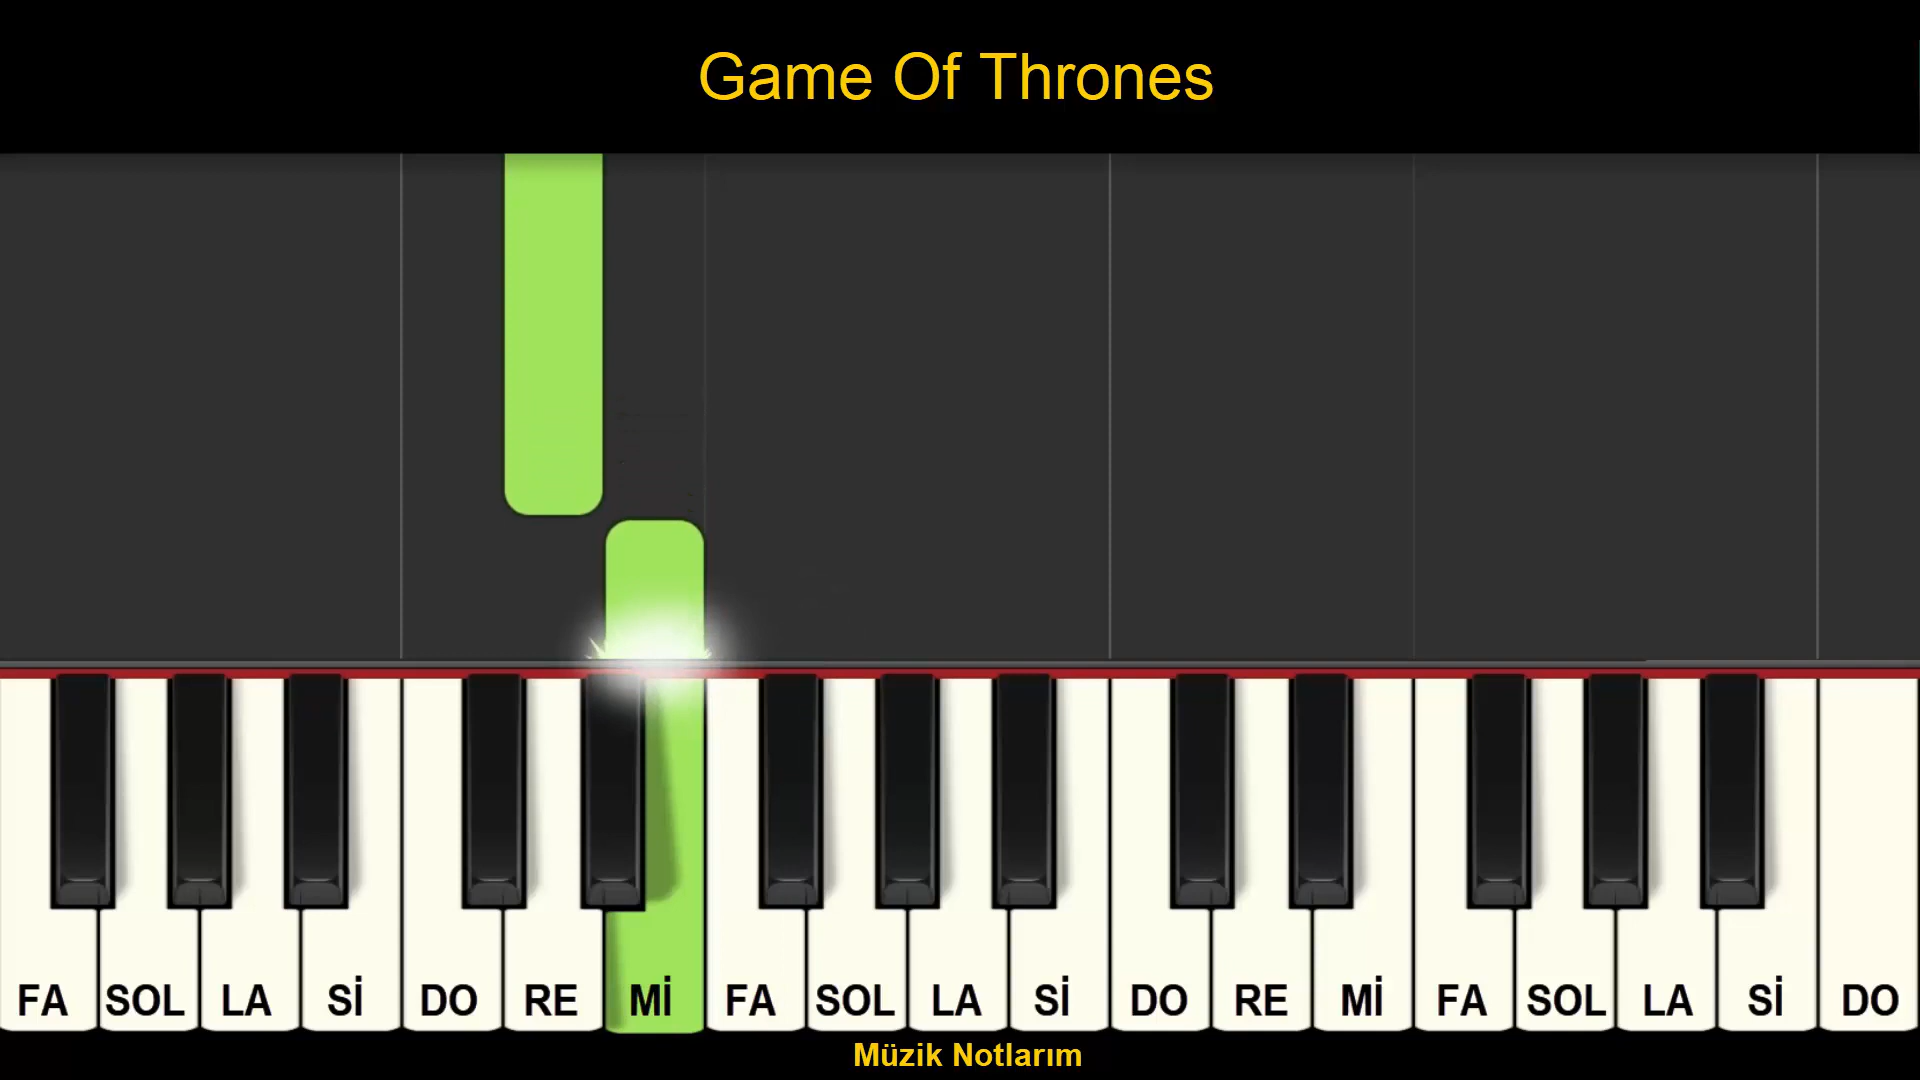 Game Of Thrones
FA SOL LA Sİ DO RE Mİ FA SOL LA Sİ DO RE Mİ FA SOL LA Sİ DO
Müzik Notlarım